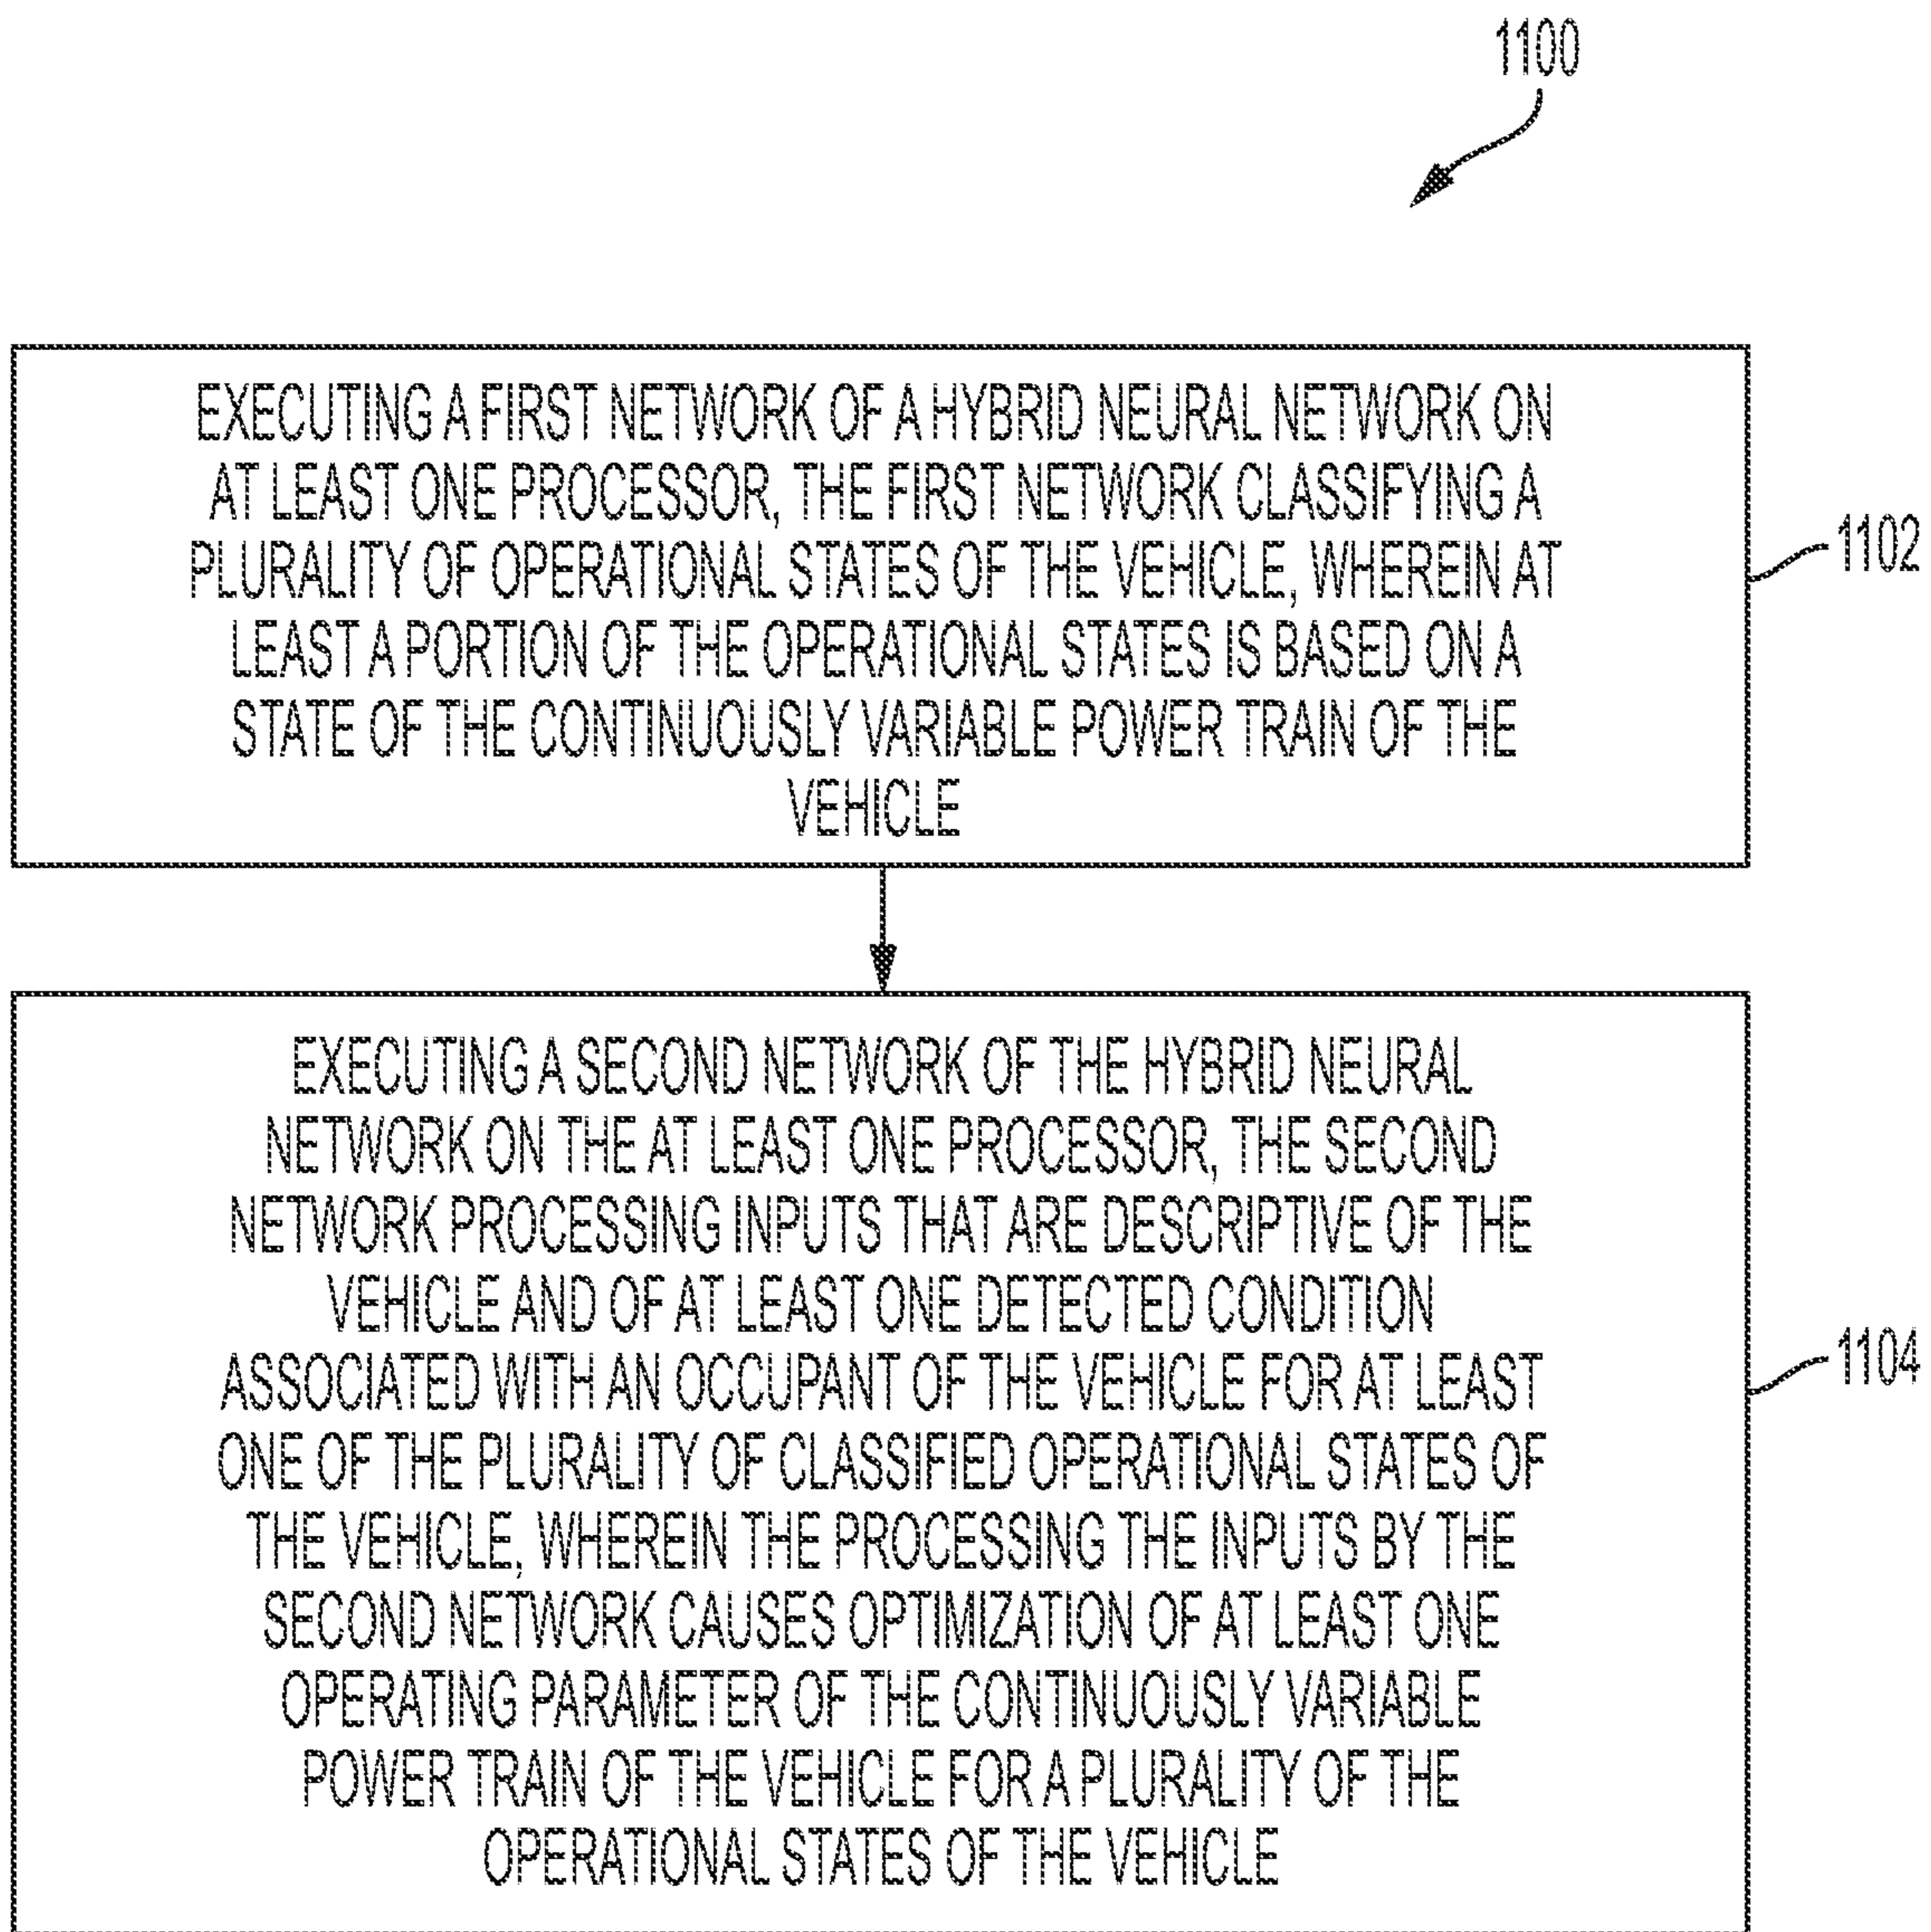 1100
EXECUTING A FIRST NETWORK OF A HYBRID NEURAL NETWORK ON
AT LEAST ONE PROCESSOR, THE FIRST NETWORK CLASSIFYING A
PLURALITY OF OPERATIONAL STATES OF THE VEHICLE, WHEREIN AT
LEAST A PORTION OF THE OPERATIONAL STATES IS BASED ON A
STATE OF THE CONTINUOUSLY VARIABLE POWER TRAIN OF THE
VEHICLE
1102
EXECUTING A SECOND NETWORK OF THE HYBRID NEURAL
NETWORK ON THE AT LEAST ONE PROCESSOR, THE SECOND
NETWORK PROCESSING INPUTS THAT ARE DESCRIPTIVE OF THE
VEHICLE AND OF AT LEAST ONE DETECTED CONDITION
ASSOCIATED WITH AN OCCUPANT OF THE VEHICLE FOR AT LEAST
ONE OF THE PLURALITY OF CLASSIFIED OPERATIONAL STATES OF
THE VEHICLE, WHEREIN THE PROCESSING THE INPUTS BY THE
SECOND NETWORK CAUSES OPTIMIZATION OF AT LEAST ONE
OPERATING PARAMETER OF THE CONTINUOUSLY VARIABLE
POWER TRAIN OF THE VEHICLE FOR A PLURALITY OF THE
OPERATIONAL STATES OF THE VEHICLE
1104